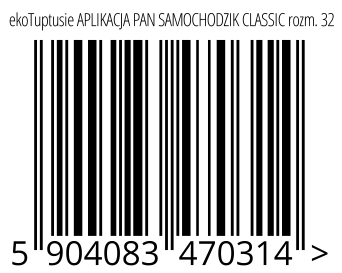 ekoTuptusie APLIKACJA PAN SAMOCHODZIK CLASSIC rozm. 32
5 904083 470314 >